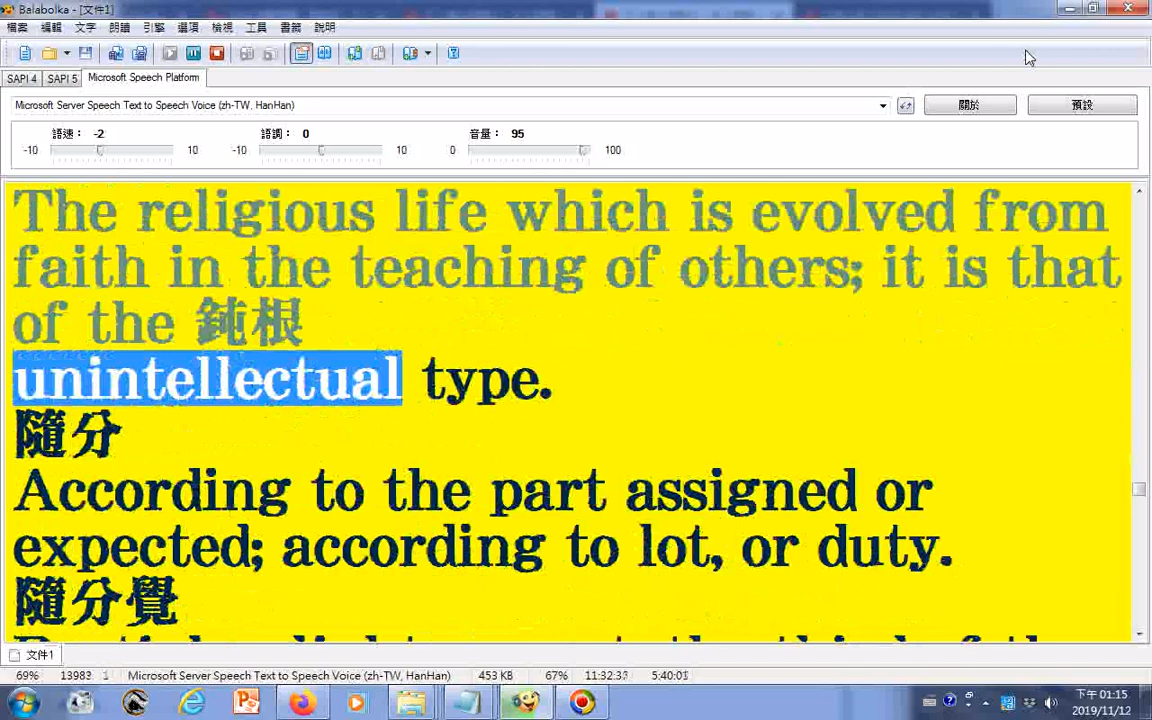 Balabolka - [文件1]
檔案 編輯 文字 朗讀 引擎 選項 檢視 工具 書籤 說明
SAPI 4 SAPI 5 Microsoft Speech Platform
Microsoft Server Speech Text to Speech Voice (zh-TW, HanHan) 關於 預設
語速： -2 語調： 0 音量： 95
-10 10 -10 10 0 100
The religious life which is evolved from
faith in the teaching of others; it is that
of the 鈍根
unintellectual type.
隨分
According to the part assigned or
expected; according to lot, or duty.
隨分覺
文件1
69% 13983 1 Microsoft Server Speech Text to Speech Voice (zh-TW, HanHan) 453 KB 67% 5:40:01
下午 01:15
2019/11/12